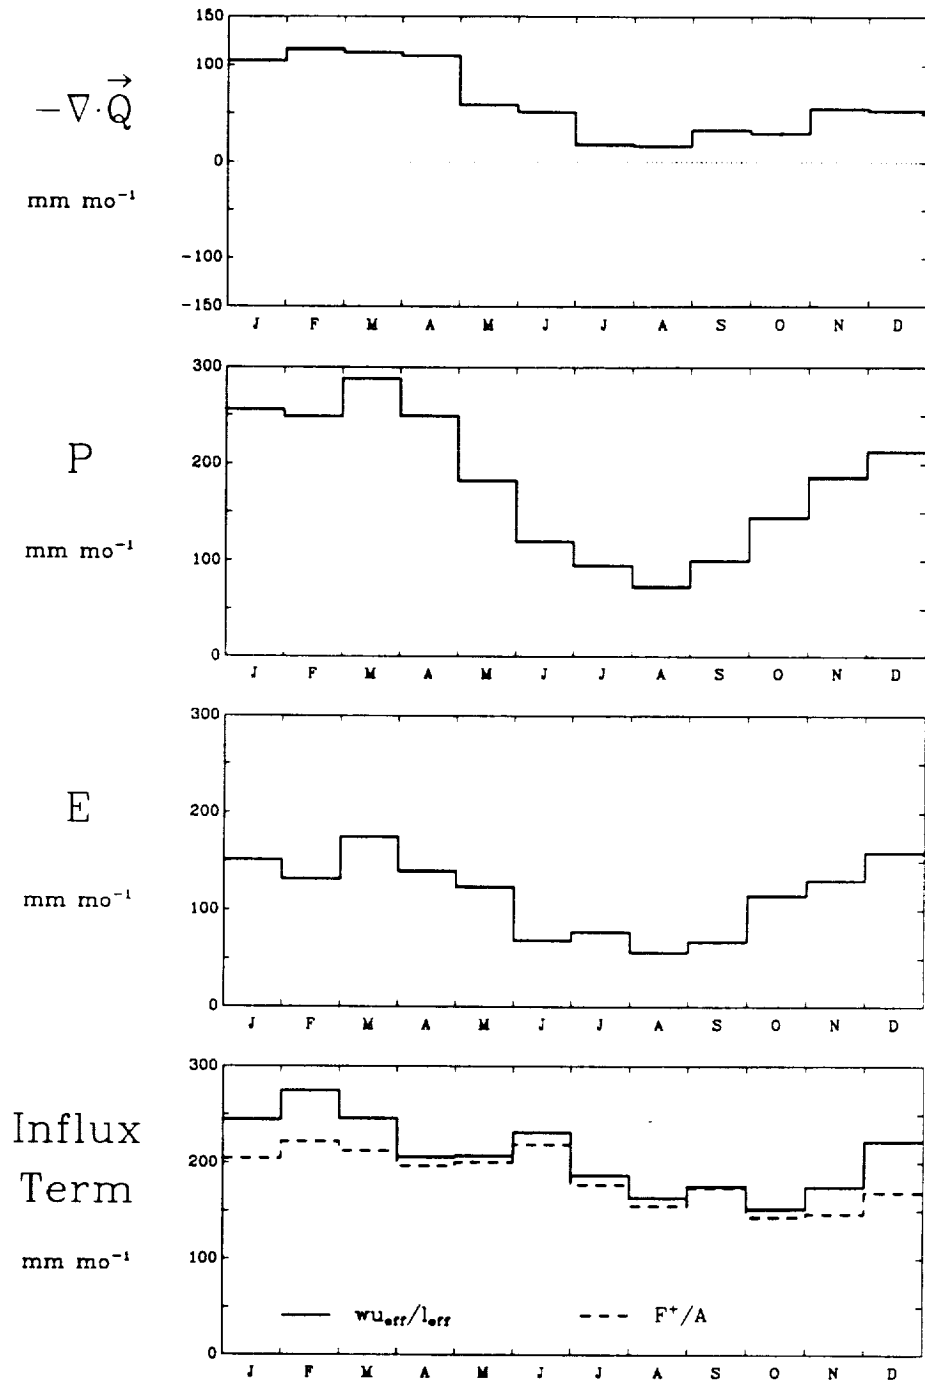 −∇·Q→
mm mo⁻¹
150
100
50
0
−100
−150
J F M A M J J A S O N D
P
mm mo⁻¹
300
200
100
0
J F M A M J J A S O N D
E
mm mo⁻¹
300
200
100
0
J F M A M J J A S O N D
Influx
Term
mm mo⁻¹
300
200
100
0
wu_eff/l_eff
F⁺/A
J F M A M J J A S O N D